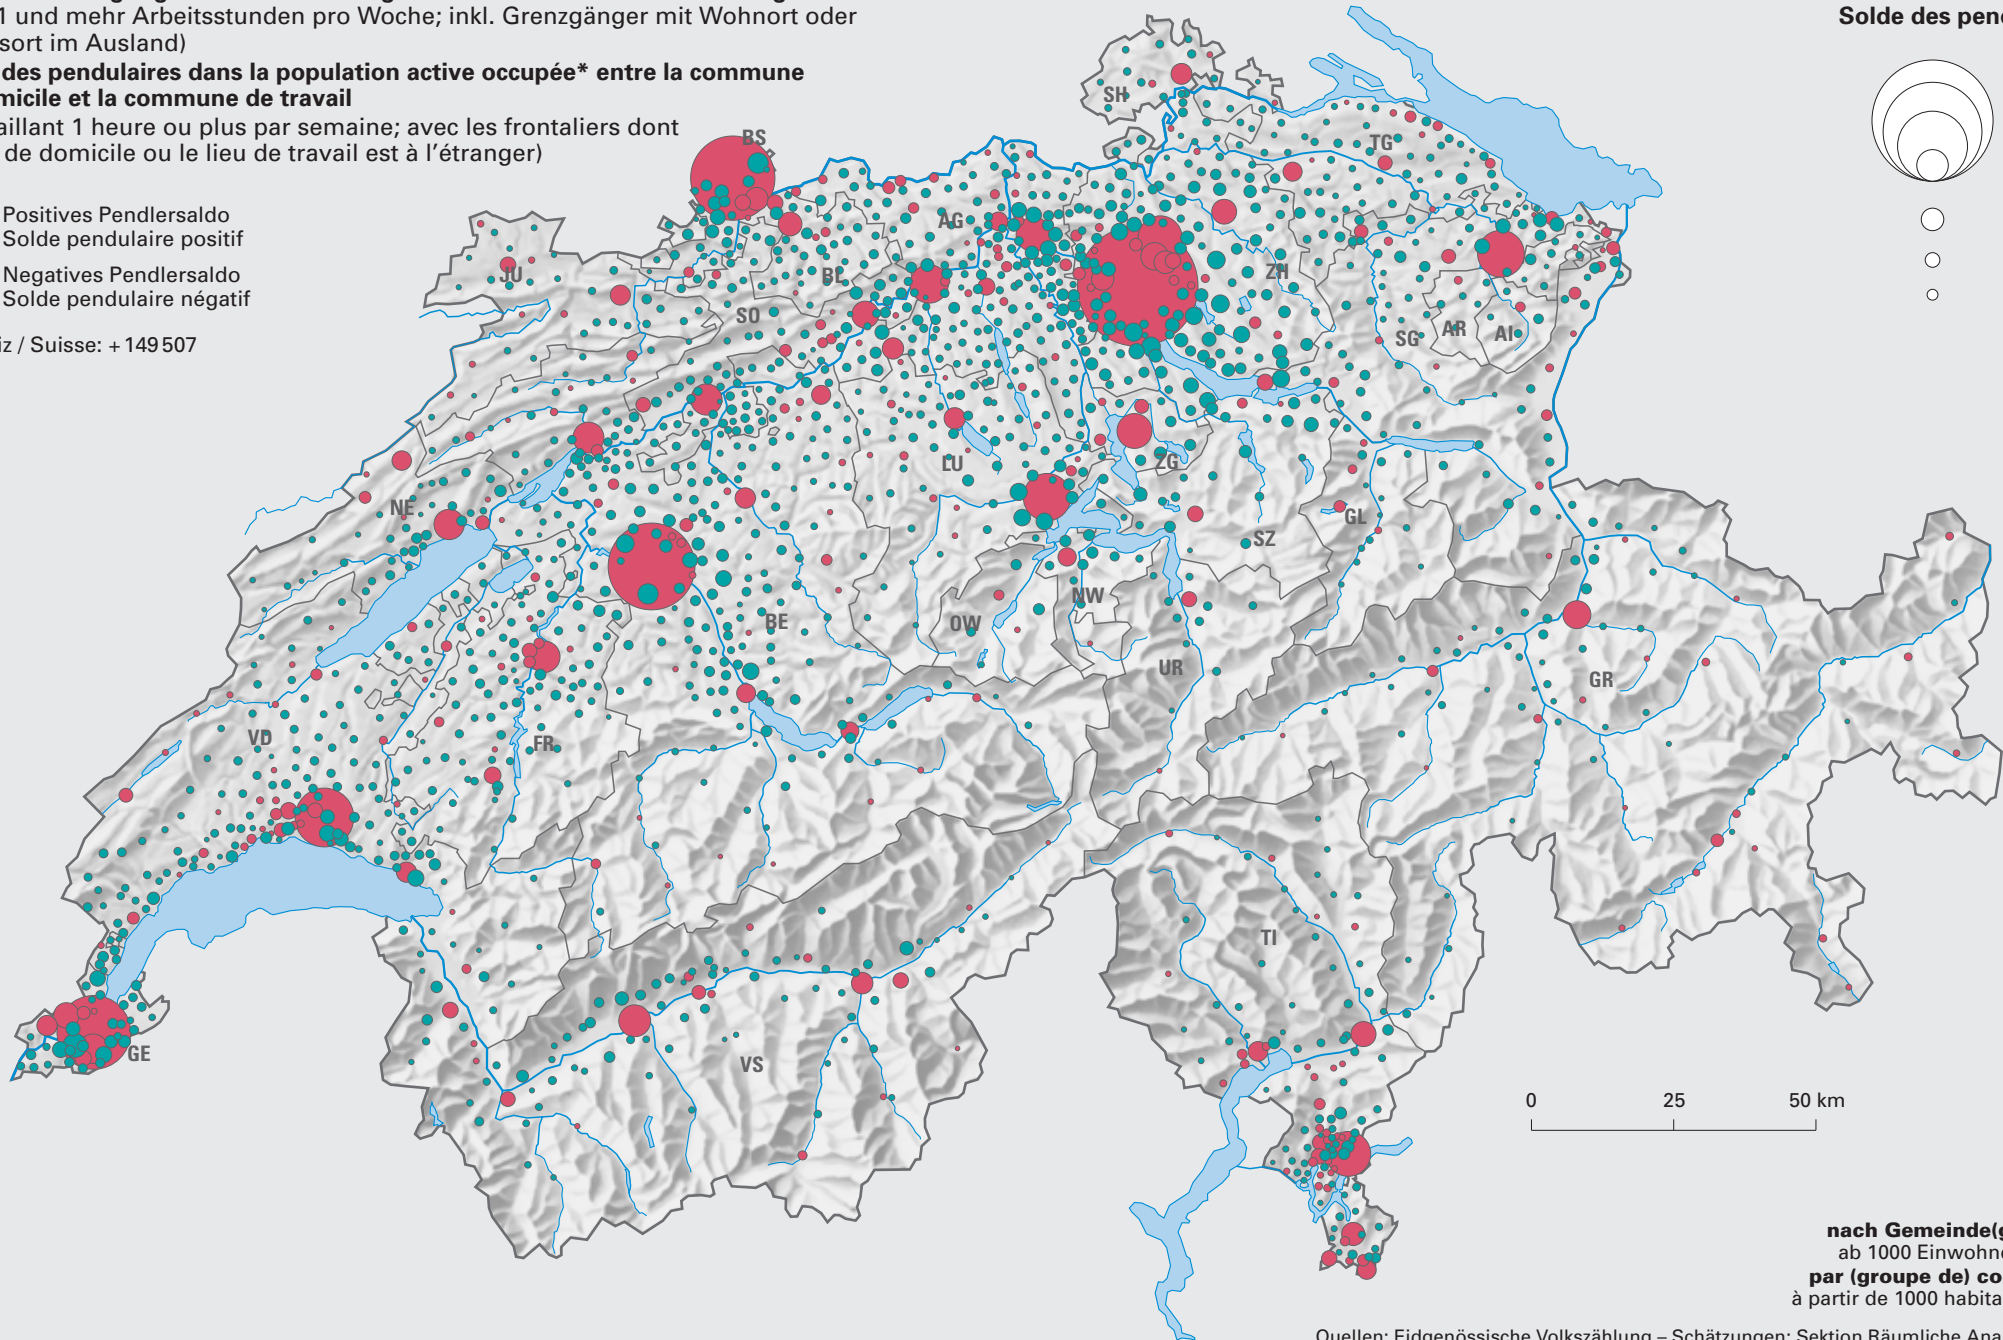 1 und mehr Arbeitsstunden pro Woche; inkl. Grenzgänger mit Wohnort oder
sort im Ausland)
des pendulaires dans la population active occupée* entre la commune
micile et la commune de travail
aillant 1 heure ou plus par semaine; avec les frontaliers dont
de domicile ou le lieu de travail est à l'étranger)
Positives Pendlersaldo
Solde pendulaire positif
Negatives Pendlersaldo
Solde pendulaire négatif
iz / Suisse: + 149 507
Solde des pend
SH
BS
TG
AG
JU
BL
ZH
SO
SG
AR
AI
LU
ZG
NE
GL
SZ
NW
OW
BE
UR
GR
VD
FR
TI
GE
VS
0 25 50 km
nach Gemeinde(g
ab 1000 Einwohne
par (groupe de) co
à partir de 1000 habita
Quellen: Eidgenössische Volkszählung – Schätzungen; Sektion Räumliche Ana